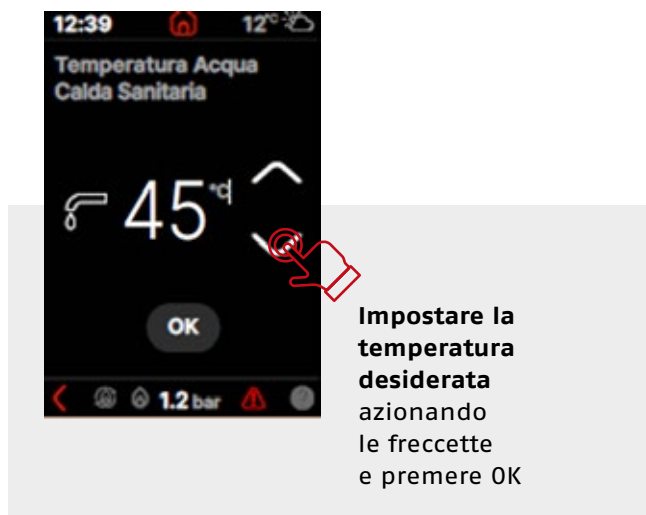 12:39 12°C
Temperatura Acqua
Calda Sanitaria
45°C
OK
1.2 bar
Impostare la
temperatura
desiderata
azionando
le freccette
e premere OK